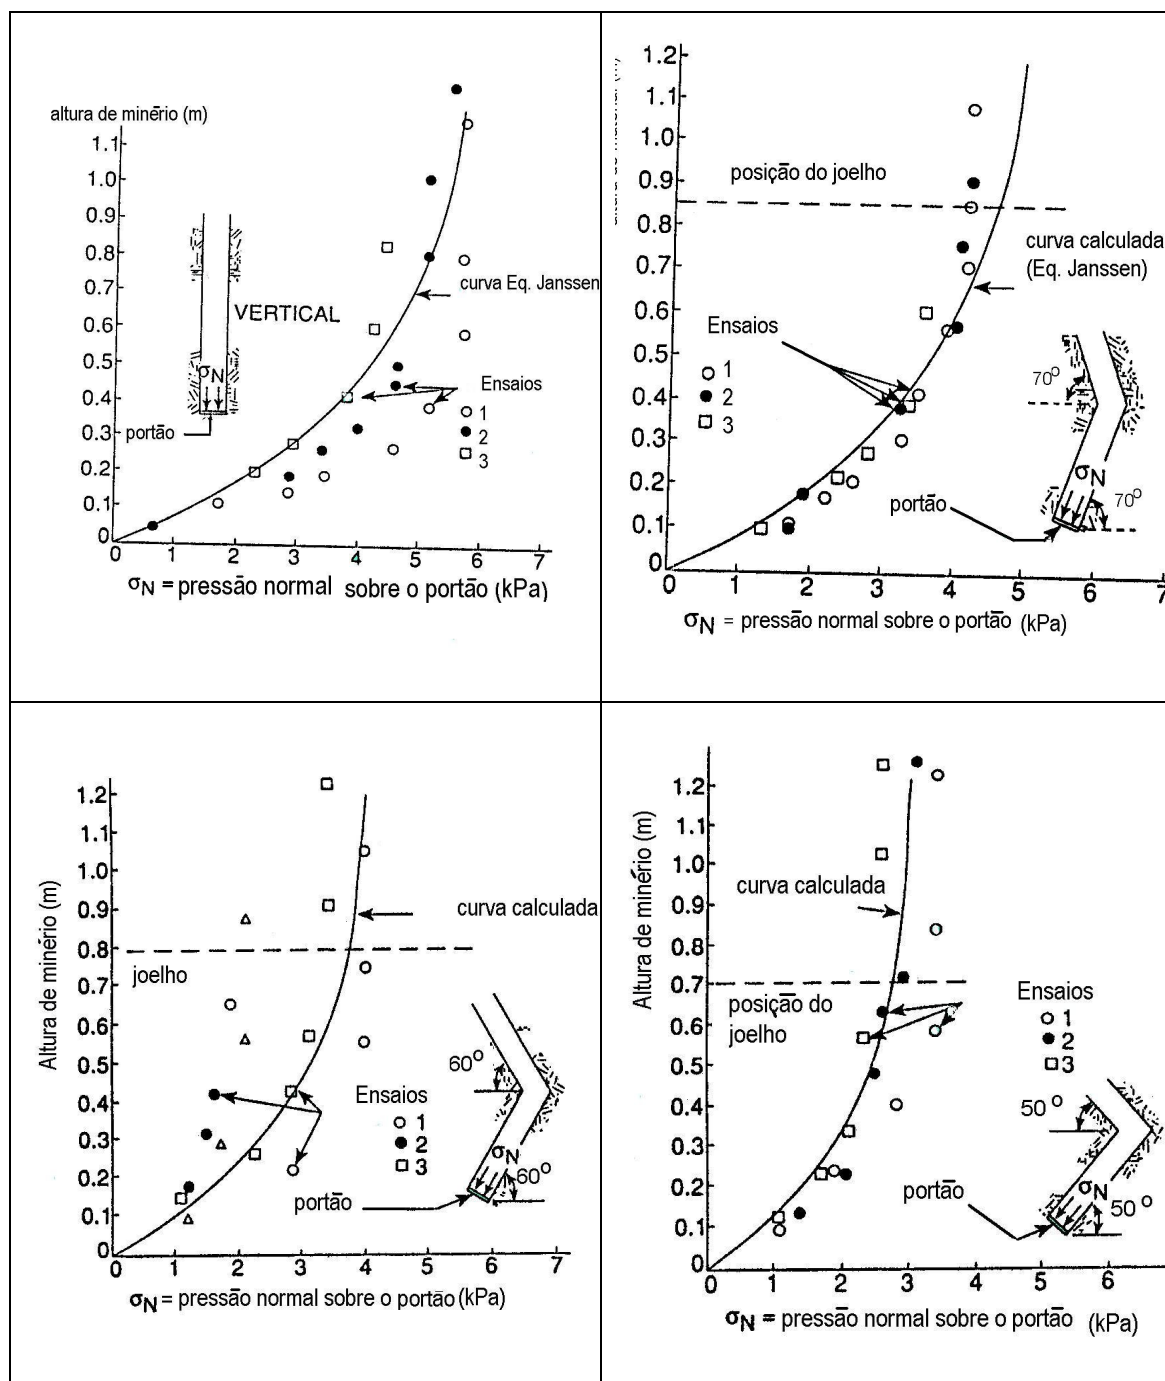 altura de minério (m)
1.1
1.0
0.9
0.8
0.7
0.6
0.5
0.4
0.3
0.2
0.1
0
VERTICAL
σN
portão
curva Eq. Janssen
Ensaios
1
2
3
0 1 2 3 4 5 6 7
σN = pressão normal sobre o portão (kPa)
1.2
1.1
1.0
0.9
0.8
0.7
0.6
0.5
0.4
0.3
0.2
0.1
0
posição do joelho
curva calculada
(Eq. Janssen)
Ensaios
1
2
3
70º
σN
70º
portão
0 1 2 3 4 5 6 7
σN = pressão normal sobre o portão (kPa)
Altura de minério (m)
1.2
1.1
1.0
0.9
0.8
0.7
0.6
0.5
0.4
0.3
0.2
0.1
0
curva calculada
joelho
60º
Ensaios
1
2
3
σN
60º
portão
0 1 2 3 4 5 6 7
σN = pressão normal sobre o portão (kPa)
Altura de minério (m)
1.2
1.1
1.0
0.9
0.8
0.7
0.6
0.5
0.4
0.3
0.2
0.1
0
curva calculada
posição do
joelho
Ensaios
1
2
3
50º
σN
50º
portão
0 1 2 3 4 5 6
σN = pressão normal sobre o portão (kPa)